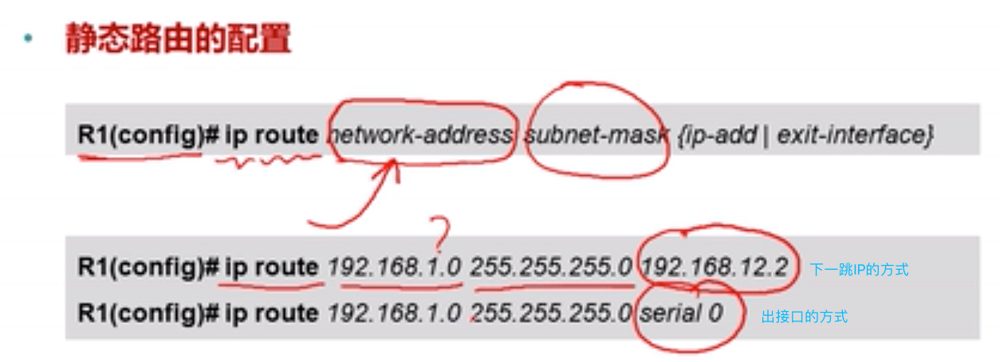 静态路由的配置
R1(config)# ip route network-address subnet-mask {ip-add | exit-interface}
?
R1(config)# ip route 192.168.1.0 255.255.255.0 192.168.12.2 下一跳IP的方式
R1(config)# ip route 192.168.1.0 255.255.255.0 serial 0 出接口的方式